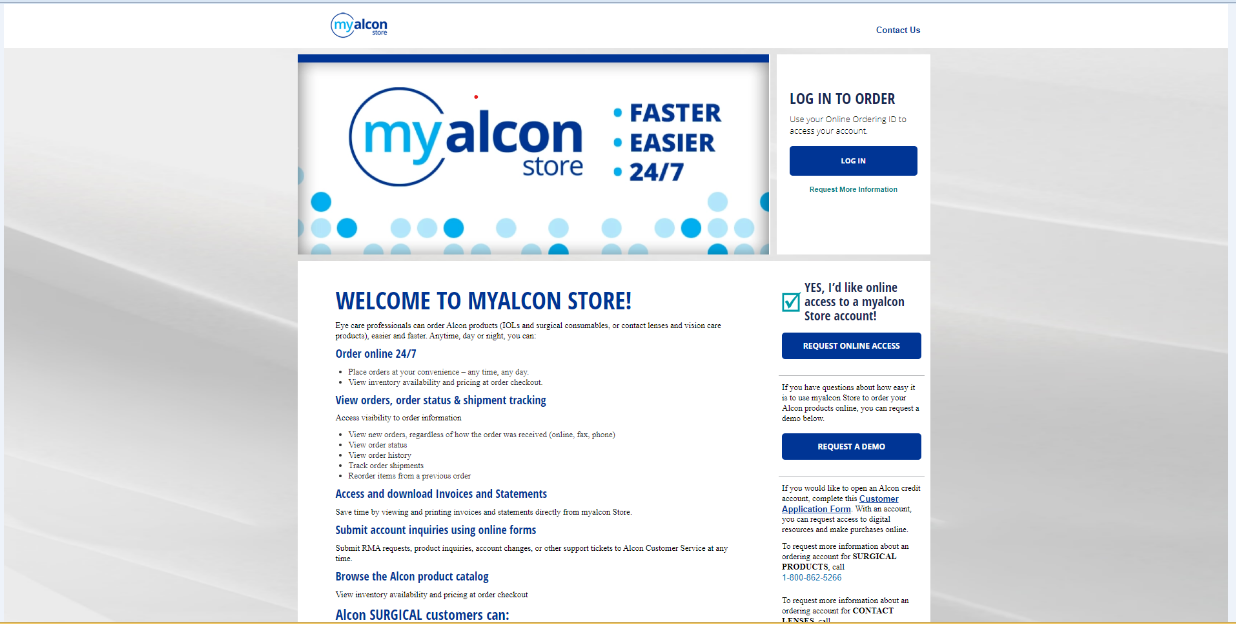 myalcon
store
Contact Us
myalcon
store
• FASTER
• EASIER
• 24/7
LOG IN TO ORDER
Use your Online Ordering ID to
access your account.
LOG IN
Request More Information
WELCOME TO MYALCON STORE!
Eye care professionals can order Alcon products (IOLs and surgical consumables, or contact lenses and vision care
products), easier and faster. Anytime, day or night, you can:
Order online 24/7
• Place orders at your convenience – any time, any day.
• View inventory availability and pricing at order checkout.
View orders, order status & shipment tracking
Access visibility to order information
• View new orders, regardless of how the order was received (online, fax, phone)
• View order status
• View order history
• Track order shipments
• Reorder items from a previous order
Access and download Invoices and Statements
Save time by viewing and printing invoices and statements directly from myalcon Store.
Submit account inquiries using online forms
Submit RMA requests, product inquiries, account changes, or other support tickets to Alcon Customer Service at any
time.
Browse the Alcon product catalog
View inventory availability and pricing at order checkout
Alcon SURGICAL customers can:
YES, I'd like online
access to a myalcon
Store account!
REQUEST ONLINE ACCESS
If you have questions about how easy it
is to use myalcon Store to order your
Alcon products online, you can request a
demo below.
REQUEST A DEMO
If you would like to open an Alcon credit
account, complete this Customer
Application Form. With an account,
you can request access to digital
resources and make purchases online.
To request more information about an
ordering account for SURGICAL
PRODUCTS, call
1-800-862-5266
To request more information about an
ordering account for CONTACT
LENSES, call